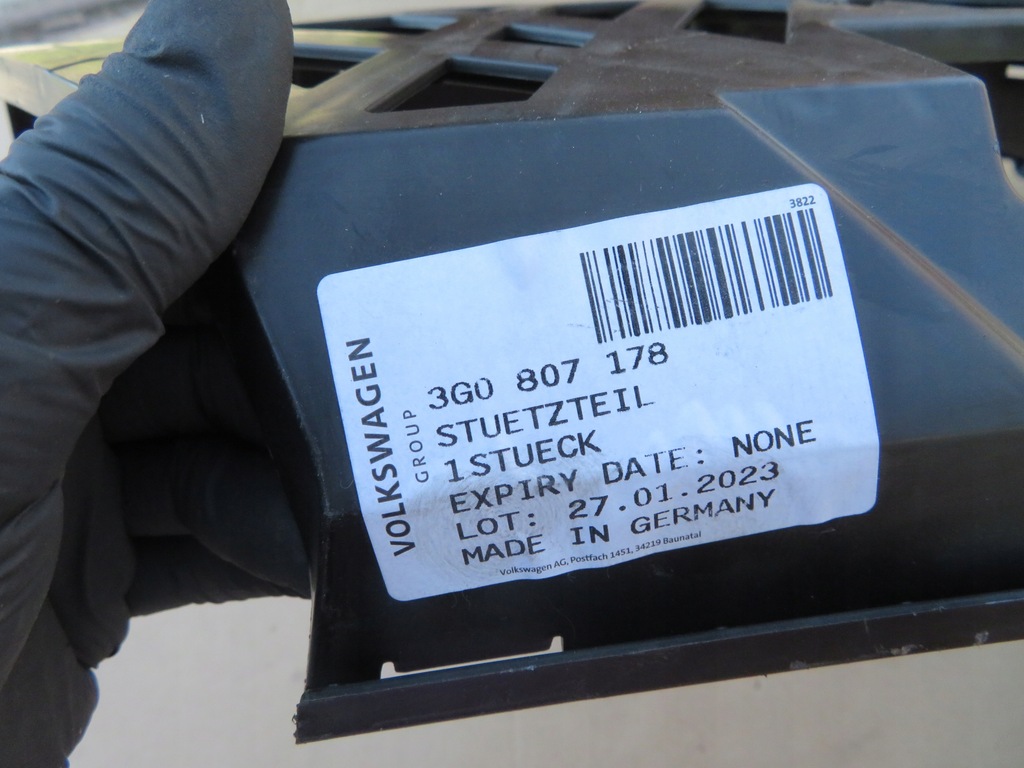 3822
VOLKSWAGEN
GROUP
3G0 807 178
STUETZTEIL
1STUECK
EXPIRY DATE: NONE
LOT: 27.01.2023
MADE IN GERMANY
Volkswagen AG, Postfach 1451, 34219 Baunatal